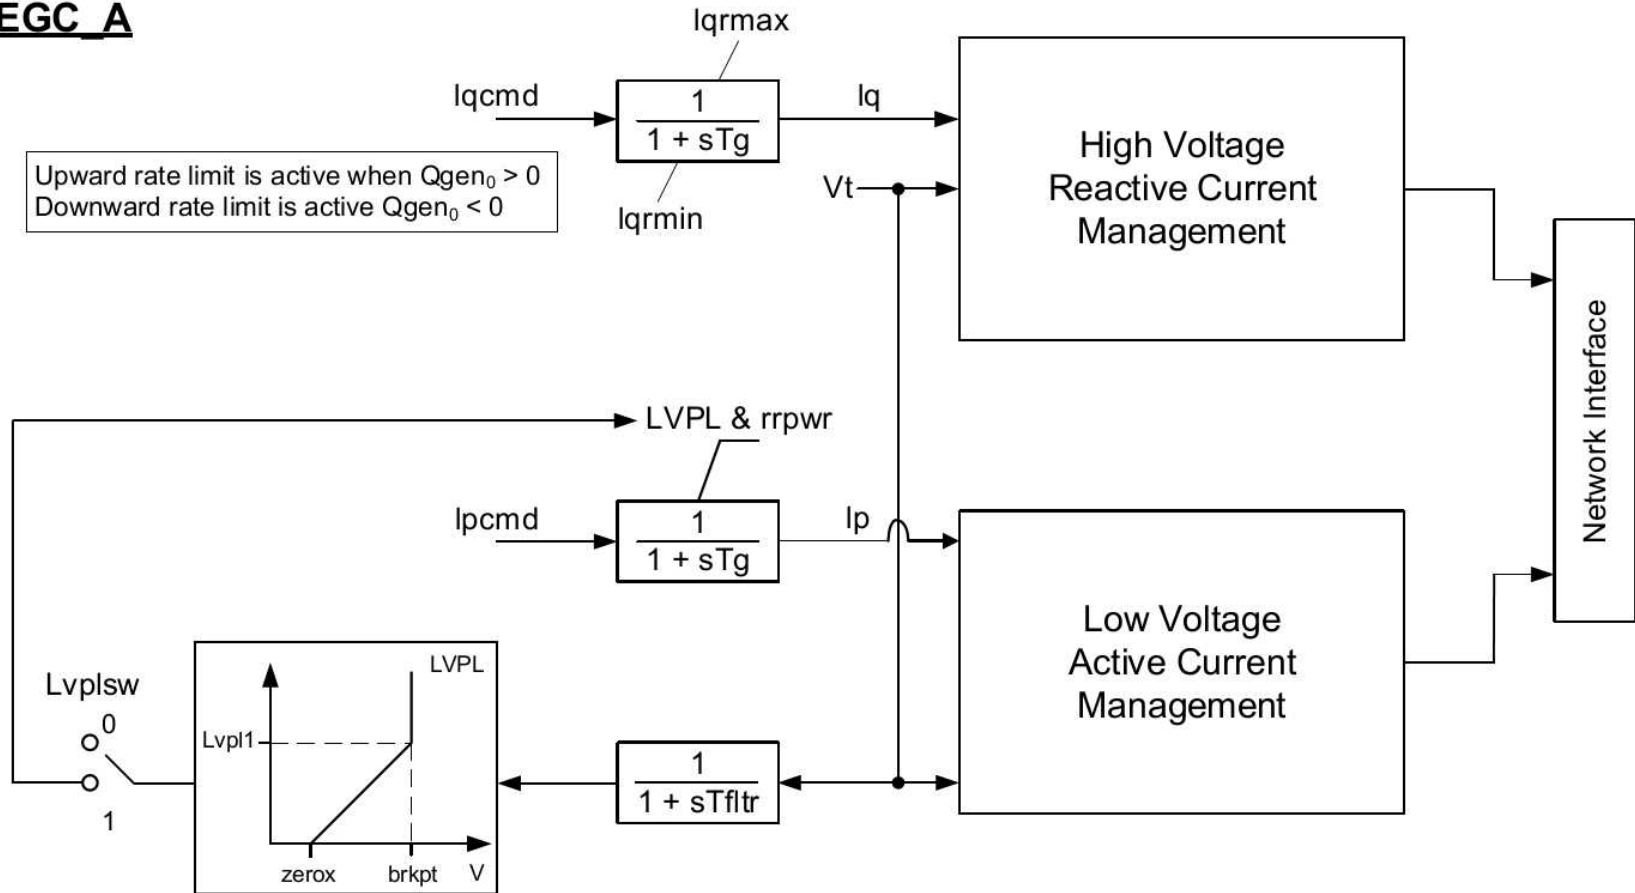 EGC_A
Iqrmax
Iqcmd
1
1 + sTg
Iq
Iqrmin
Upward rate limit is active when Qgen₀ > 0
Downward rate limit is active Qgen₀ < 0
Vt
High Voltage
Reactive Current
Management
Network Interface
LVPL & rrpwr
Ipcmd
1
1 + sTg
Ip
Low Voltage
Active Current
Management
Lvplsw
0
1
LVPL
Lvpl1
zerox
brkpt
V
1
1 + sTfltr